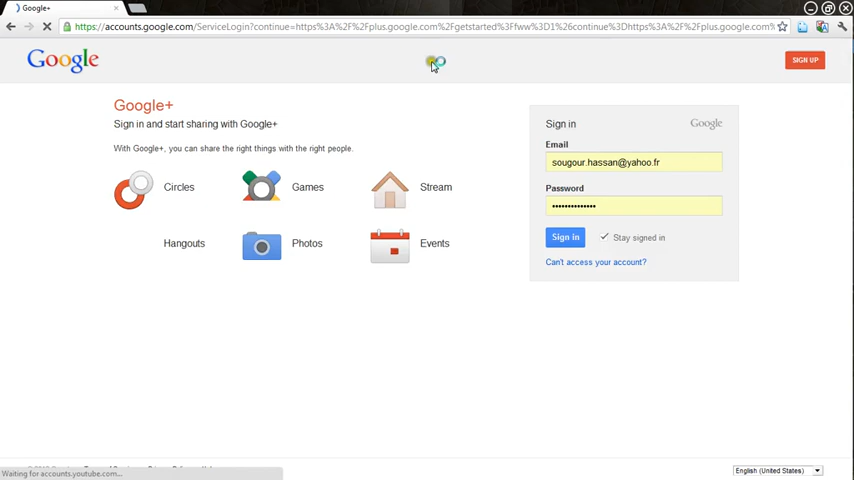 Google+
https://accounts.google.com/ServiceLogin?continue=https%3A%2F%2Fplus.google.com%2Fgetstarted%3Ffww%3D1%26continue%3Dhttps%3A%2F%2Fplus.google.com%
Google
SIGN UP
Google+
Sign in and start sharing with Google+
With Google+, you can share the right things with the right people.
Circles
Games
Stream
Hangouts
Photos
Events
Sign in
Google
Email
sougour.hassan@yahoo.fr
Password
••••••••••••••
Sign in
Stay signed in
Can't access your account?
Waiting for accounts.youtube.com...
English (United States)